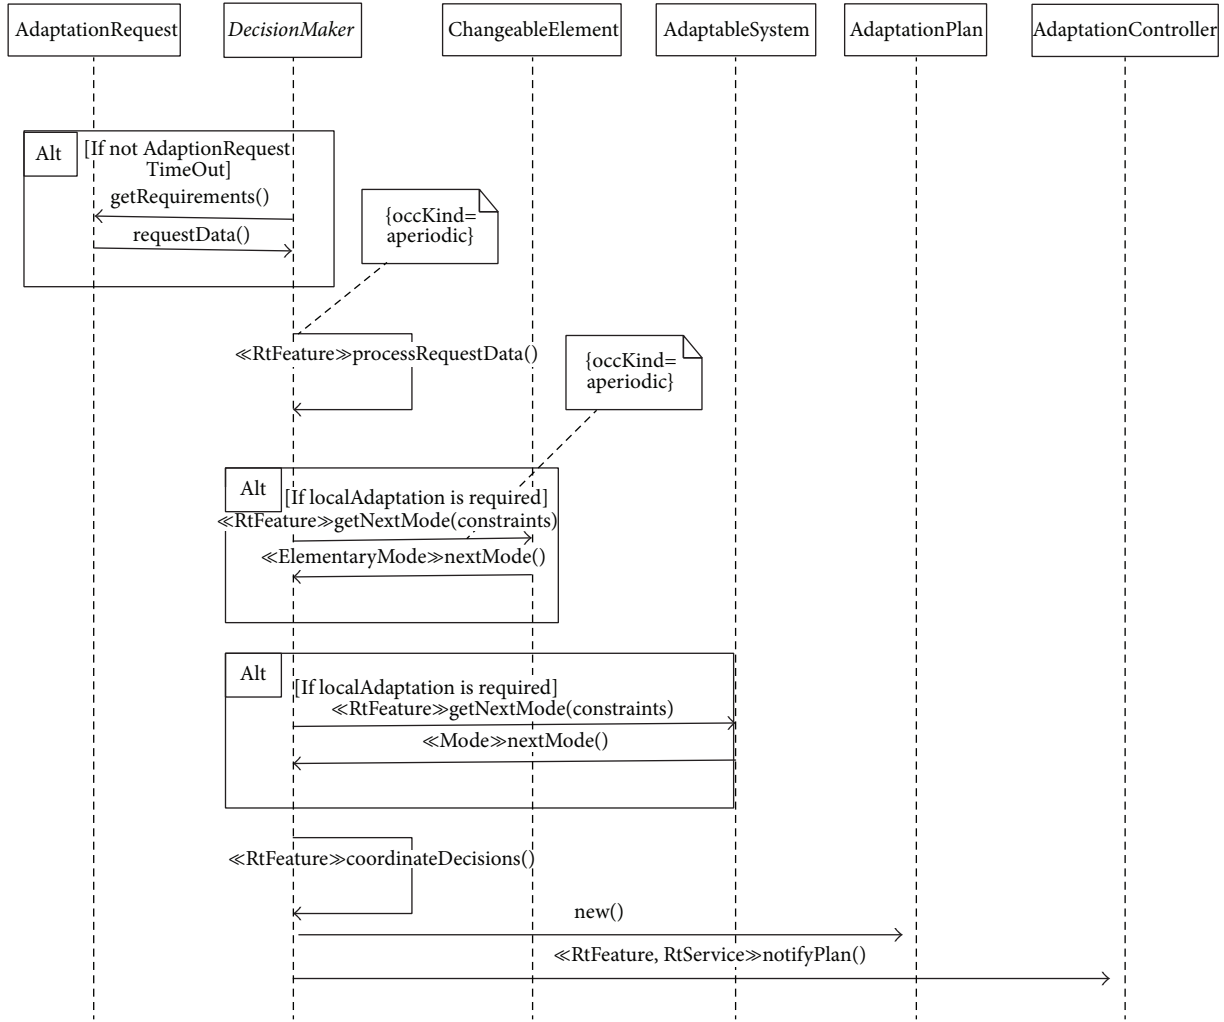 AdaptationRequest
DecisionMaker
ChangeableElement
AdaptableSystem
AdaptationPlan
AdaptationController
Alt
[If not AdaptionRequest
TimeOut]
getRequirements()
requestData()
{occKind=
aperiodic}
≪RtFeature≫processRequestData()
{occKind=
aperiodic}
Alt
[If localAdaptation is required]
≪RtFeature≫getNextMode(constraints)
≪ElementaryMode≫nextMode()
Alt
[If localAdaptation is required]
≪RtFeature≫getNextMode(constraints)
≪Mode≫nextMode()
≪RtFeature≫coordinateDecisions()
new()
≪RtFeature, RtService≫notifyPlan()